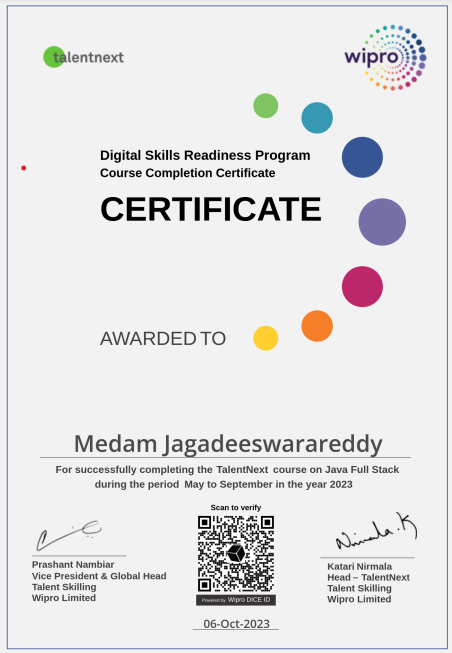 talentnext
wipro
Digital Skills Readiness Program
Course Completion Certificate
CERTIFICATE
AWARDED TO
Medam Jagadeeswarareddy
For successfully completing the TalentNext course on Java Full Stack
during the period May to September in the year 2023
Scan to verify
Nirmala.K
Prashant Nambiar
Vice President & Global Head
Talent Skilling
Wipro Limited
Powered by Wipro DICE ID
Katari Nirmala
Head – TalentNext
Talent Skilling
Wipro Limited
06-Oct-2023